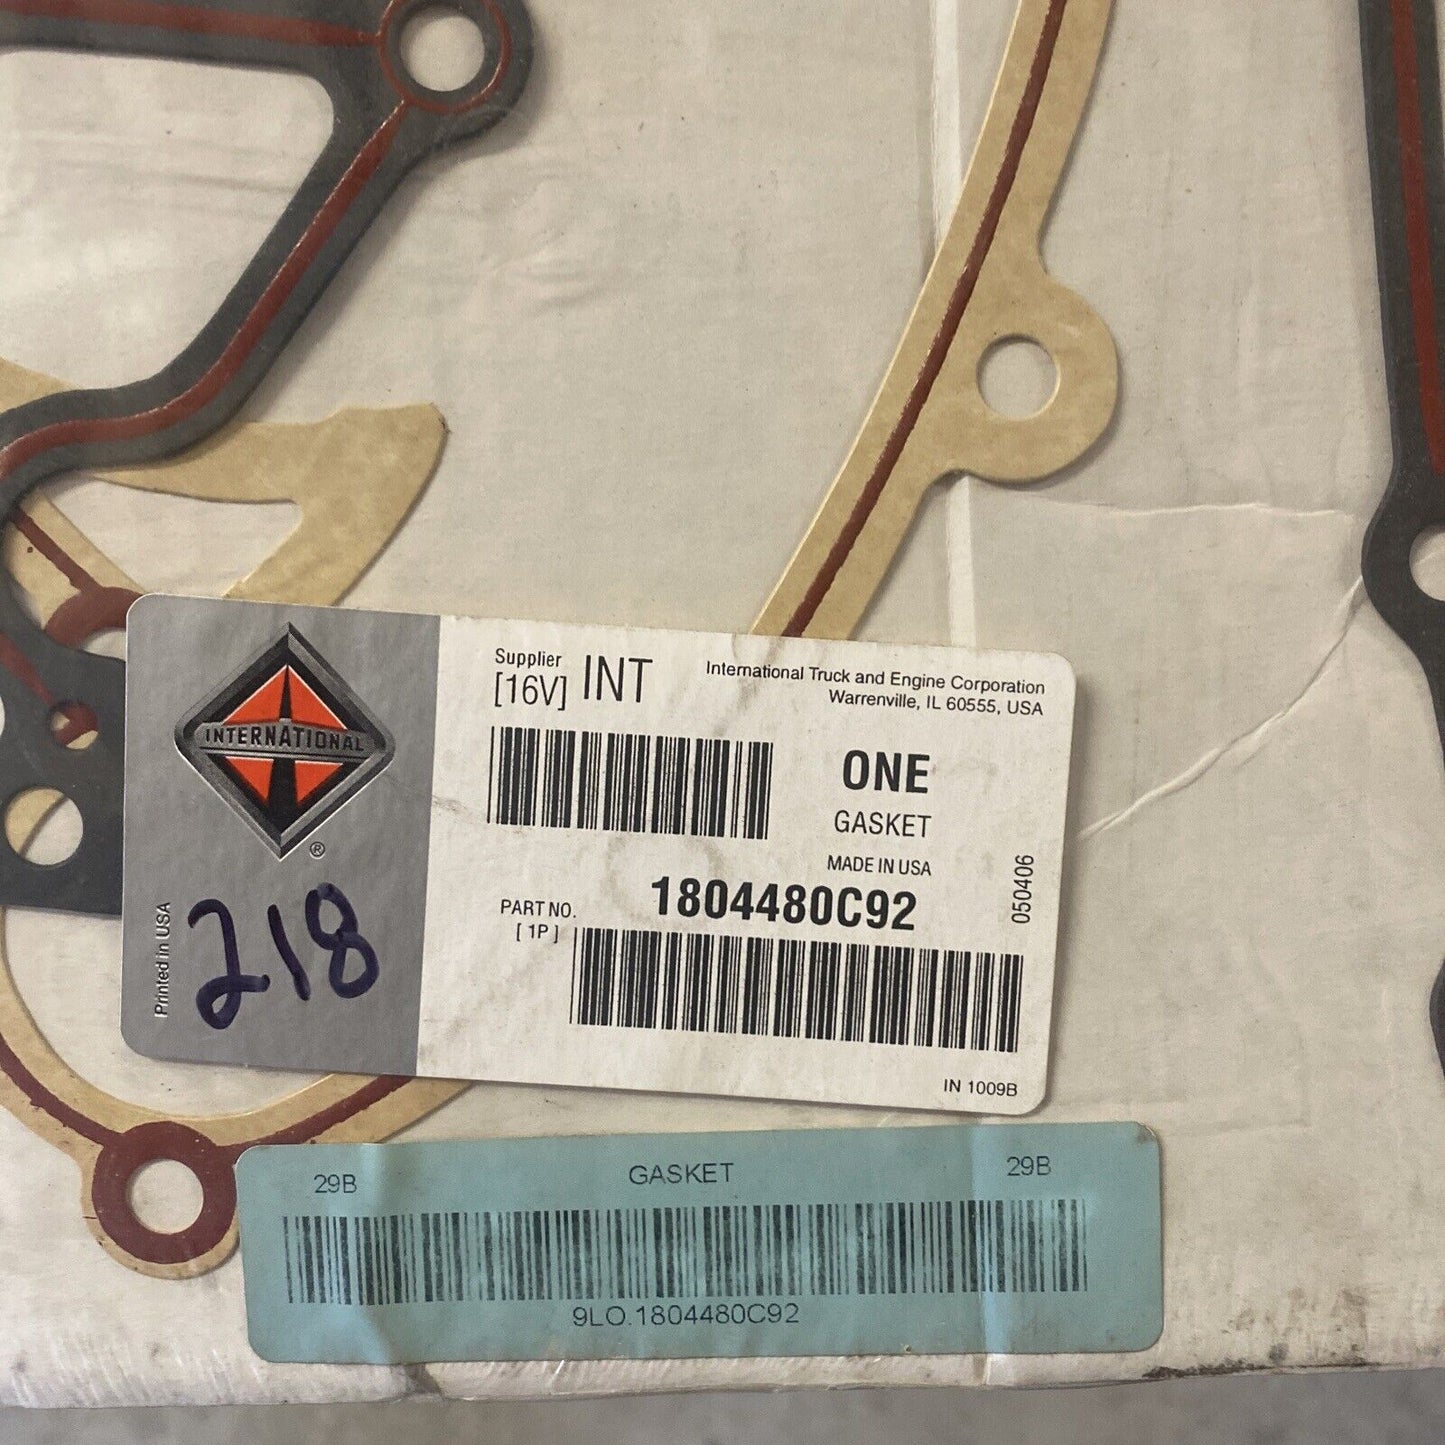 INTERNATIONAL
®
Printed in USA
218
Supplier
[16V] INT
International Truck and Engine Corporation
Warrenville, IL 60555, USA
ONE
GASKET
MADE IN USA
PART NO.
[ 1P ]
1804480C92
050406
IN 1009B
29B GASKET 29B
9LO.1804480C92